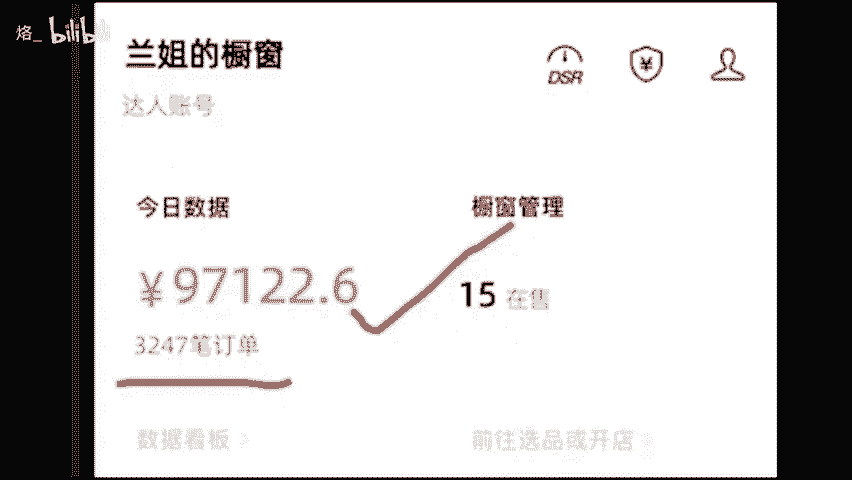 烙_ bilibili
兰姐的橱窗
DSR
达人账号
今日数据
橱窗管理
¥97122.6
15 在售
3247笔订单
数据看板 >
前往选品或开店 >